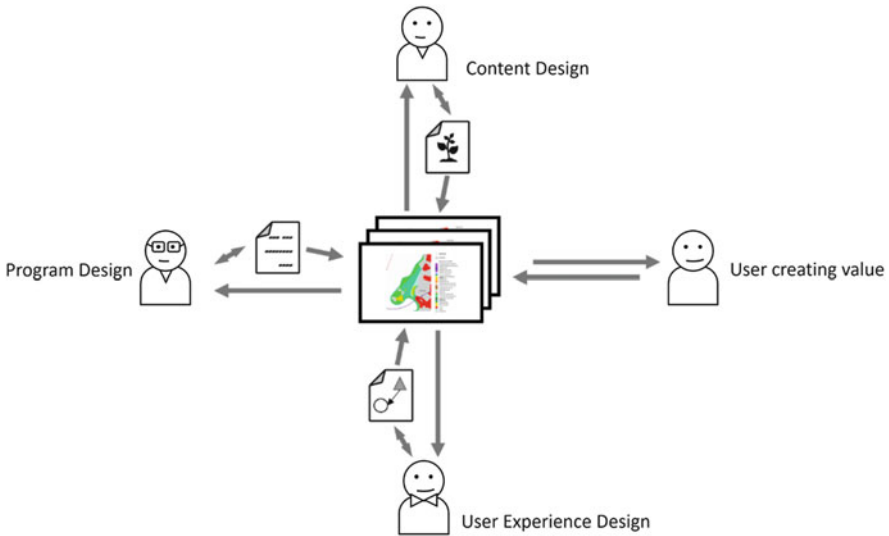 Content Design
Program Design
User creating value
User Experience Design